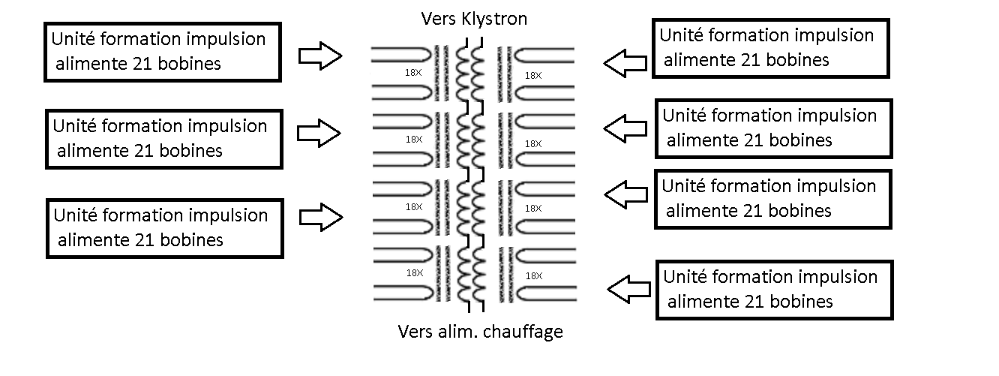 Vers Klystron
Unité formation impulsion
alimente 21 bobines
Unité formation impulsion
alimente 21 bobines
Unité formation impulsion
alimente 21 bobines
18X
18X
18X
18X
18X
18X
18X
18X
Unité formation impulsion
alimente 21 bobines
Unité formation impulsion
alimente 21 bobines
Unité formation impulsion
alimente 21 bobines
Unité formation impulsion
alimente 21 bobines
Vers alim. chauffage